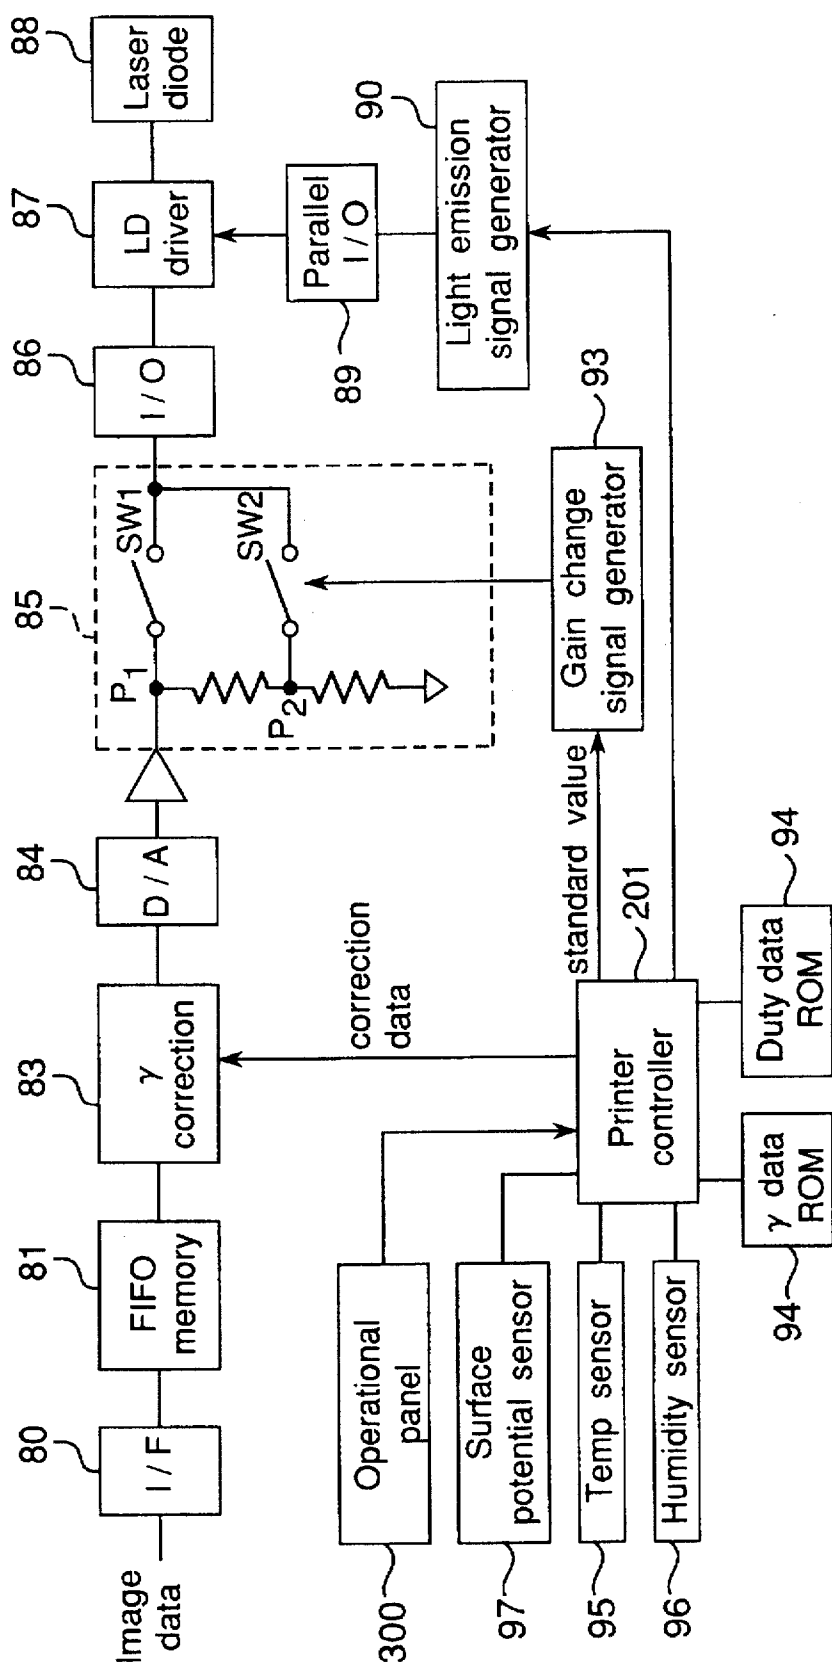 Image
data
80
I / F
81
FIFO
memory
83
γ
correction
84
D / A
85
P1
P2
SW1
SW2
86
I / O
87
LD
driver
88
Laser
diode
Parallel
I / O
89
90
Light emission
signal generator
93
Gain change
signal generator
standard value
correction
data
201
Printer
controller
Operational
panel
300
Surface
potential sensor
97
Temp sensor
95
Humidity sensor
96
γ data
ROM
94
Duty data
ROM
94